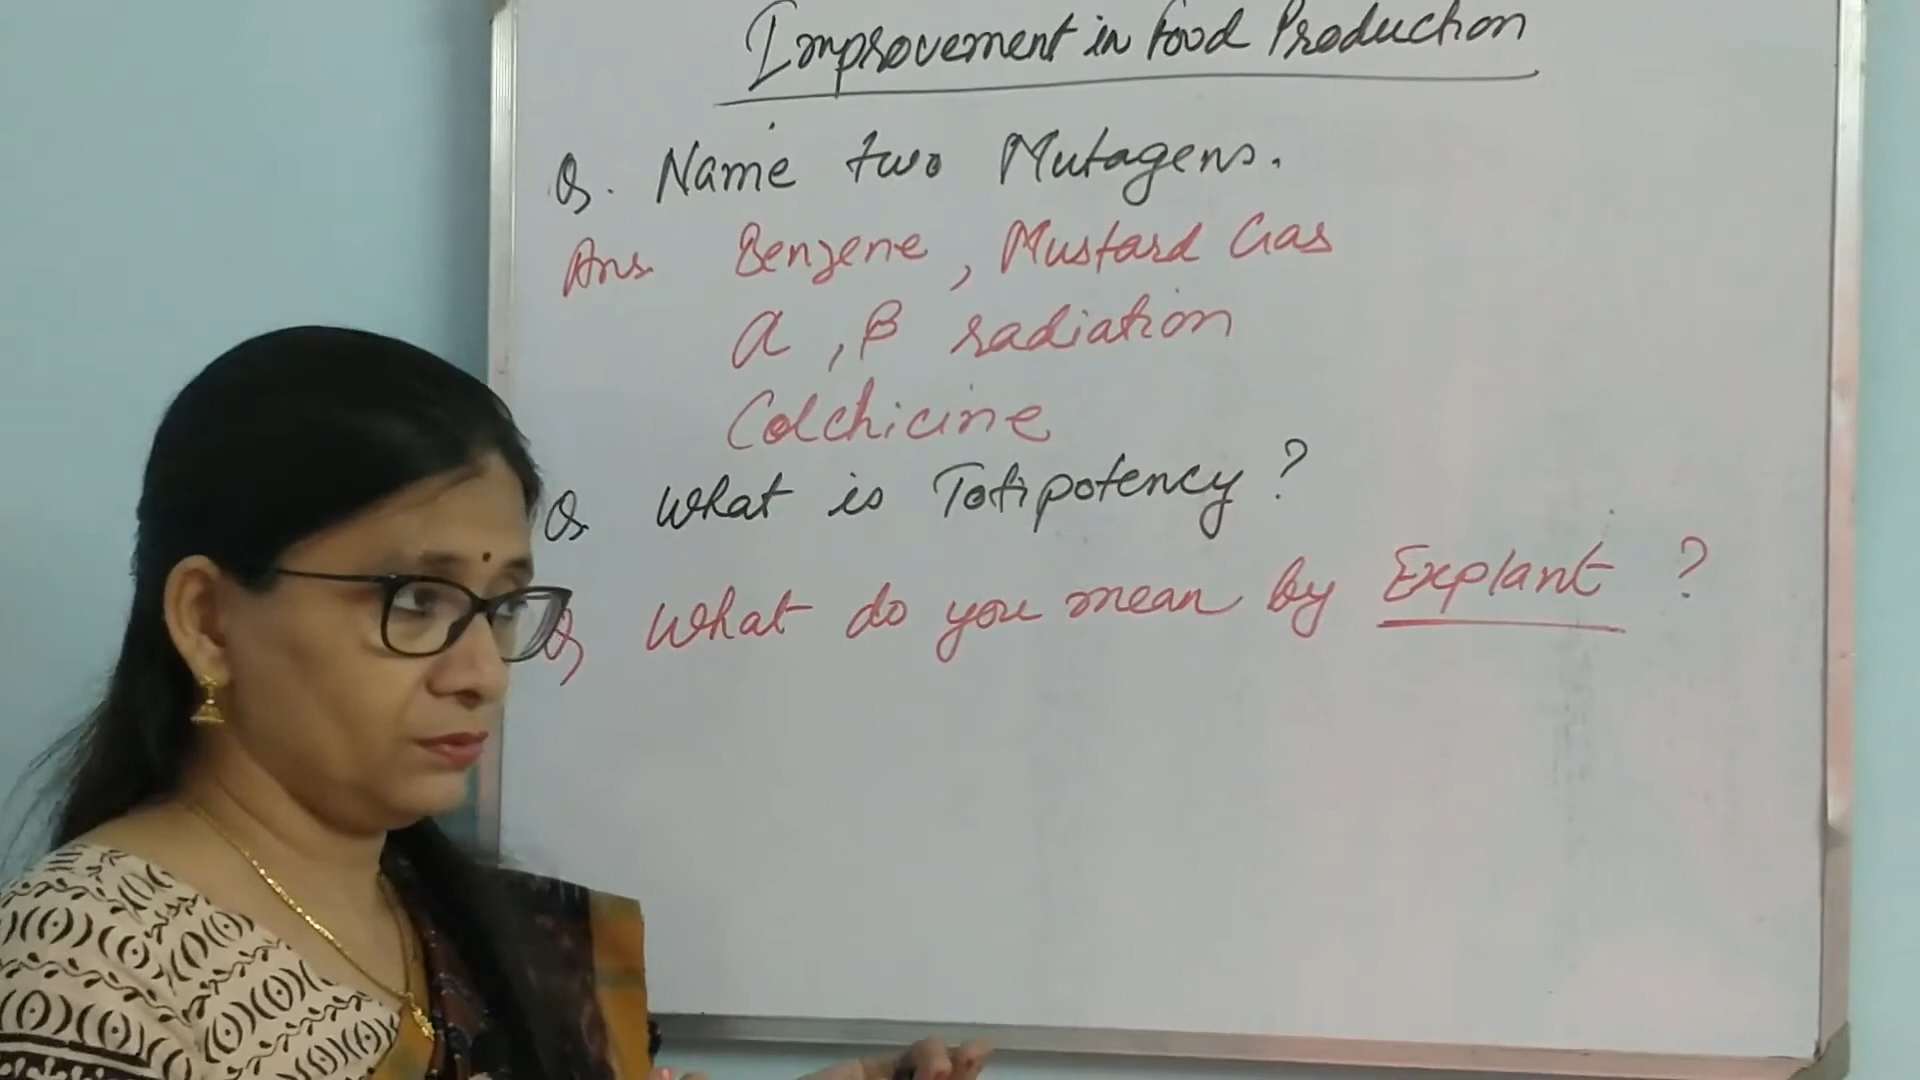 Improvement in Food Production
Q. Name two Mutagens.
Ans. Benzene, Mustard Gas
α, β radiation
Colchicine
Q. What is Totipotency?
Q. What do you mean by Explant?